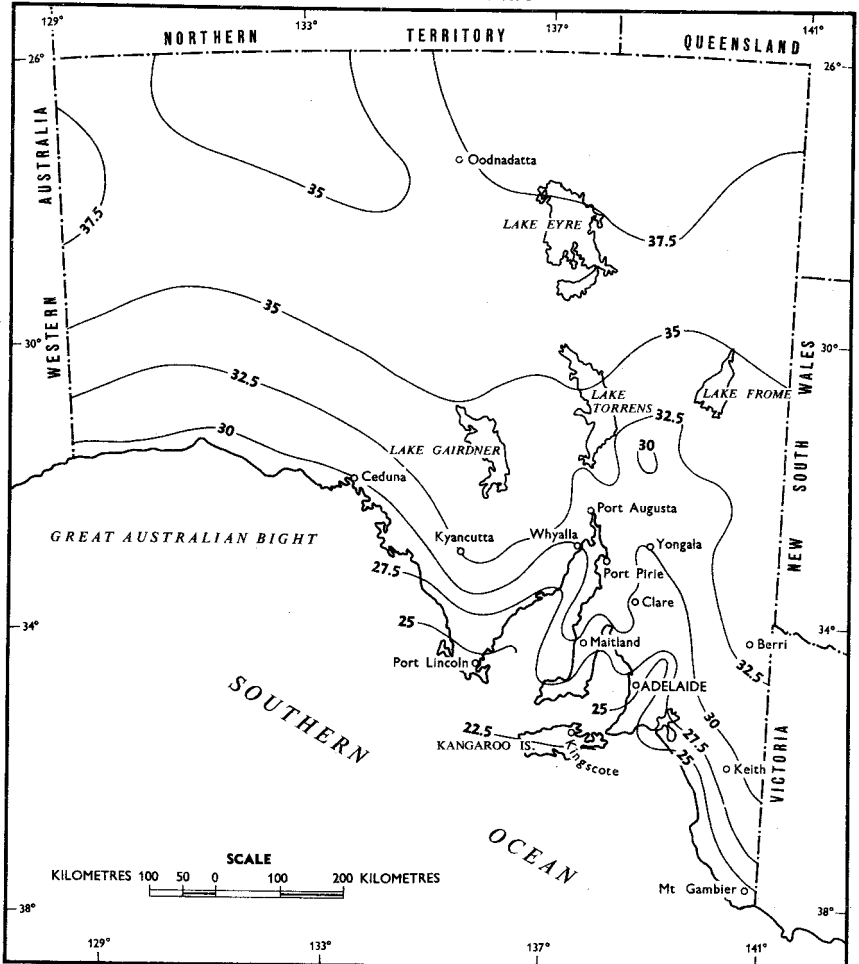 129°
133°
137°
141°
NORTHERN TERRITORY QUEENSLAND
26°
26°
WESTERN AUSTRALIA
Oodnadatta
35
37.5
LAKE EYRE
37.5
35
35
30°
30°
32.5
LAKE TORRENS
LAKE FROME
NEW SOUTH WALES
32.5
30
30
LAKE GAIRDNER
Ceduna
Port Augusta
GREAT AUSTRALIAN BIGHT
Kyancutta
Whyalla
Yongala
27.5
Port Pirie
Clare
34°
34°
25
Maitland
Berri
Port Lincoln
32.5
ADELAIDE
25
SOUTHERN OCEAN
30
22.5
27.5
KANGAROO IS.
Kingscote
25
Keith
VICTORIA
SCALE
KILOMETRES 100 50 0 100 200 KILOMETRES
Mt Gambier
38°
38°
129°
133°
137°
141°